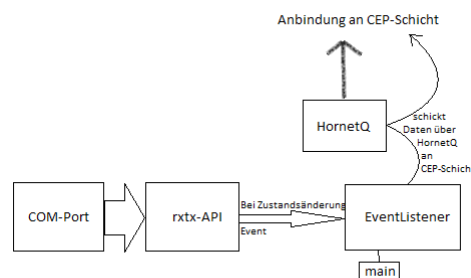 Anbindung an CEP-Schicht
HornetQ
schickt
Daten über
HornetQ
an
CEP-Schich
COM-Port
rxtx-API
Bei Zustandsänderung
Event
EventListener
main